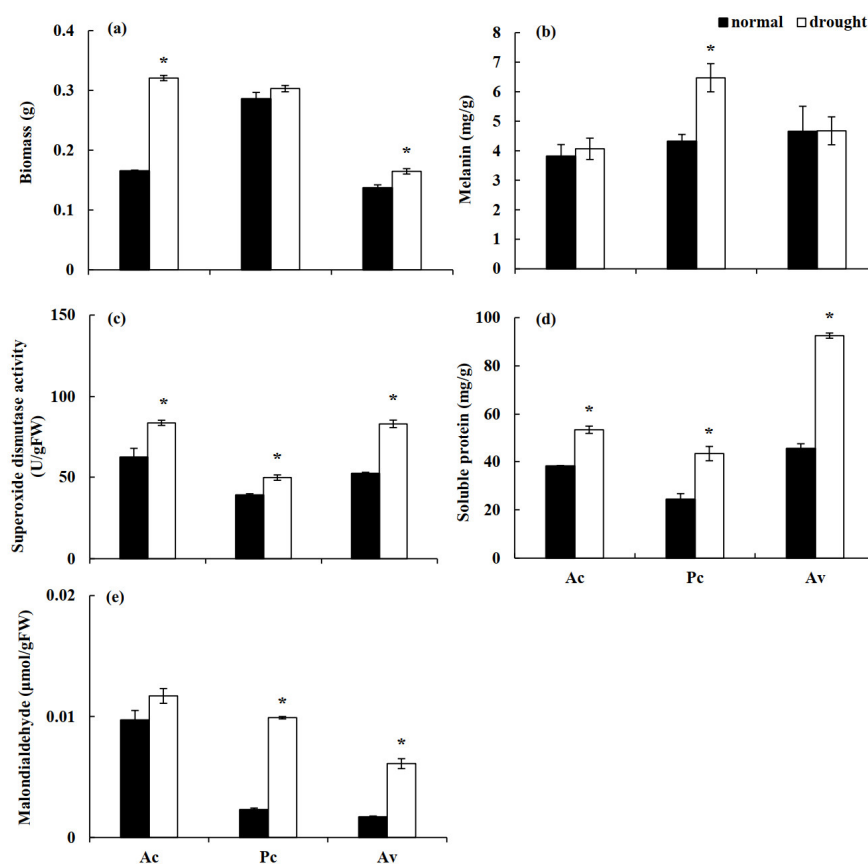 (a)
Biomass (g)
0.4
0.3
0.2
0.1
0
*
*
normal drought
(b)
Melanin (mg/g)
8
7
6
5
4
3
2
1
0
*
(c)
Superoxide dismutase activity
(U/gFW)
150
100
50
0
*
*
*
(d)
Soluble protein (mg/g)
100
80
60
40
20
0
*
*
*
Ac Pc Av
(e)
Malondialdehyde (μmol/gFW)
0.02
0.01
0
*
*
Ac Pc Av